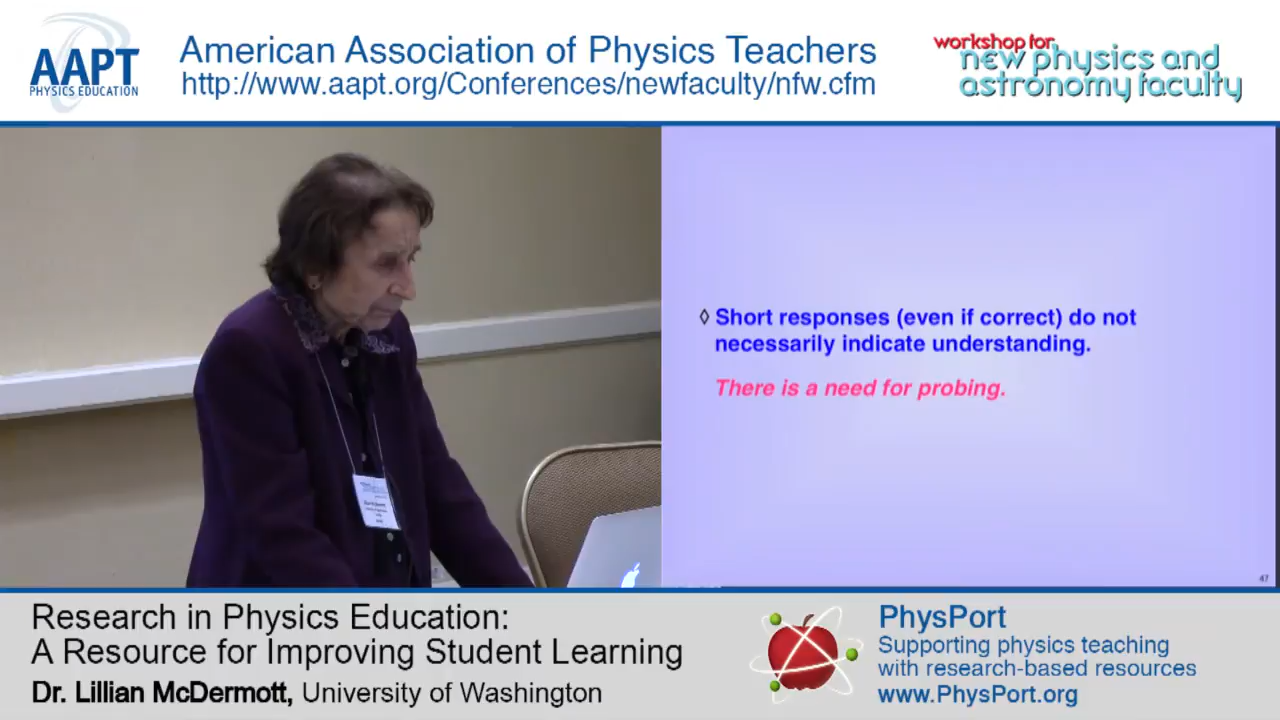 AAPT
PHYSICS EDUCATION
American Association of Physics Teachers
http://www.aapt.org/Conferences/newfaculty/nfw.cfm
workshop for
new physics and
astronomy faculty
◊ Short responses (even if correct) do not
necessarily indicate understanding.
There is a need for probing.
47
Research in Physics Education:
A Resource for Improving Student Learning
Dr. Lillian McDermott, University of Washington
PhysPort
Supporting physics teaching
with research-based resources
www.PhysPort.org